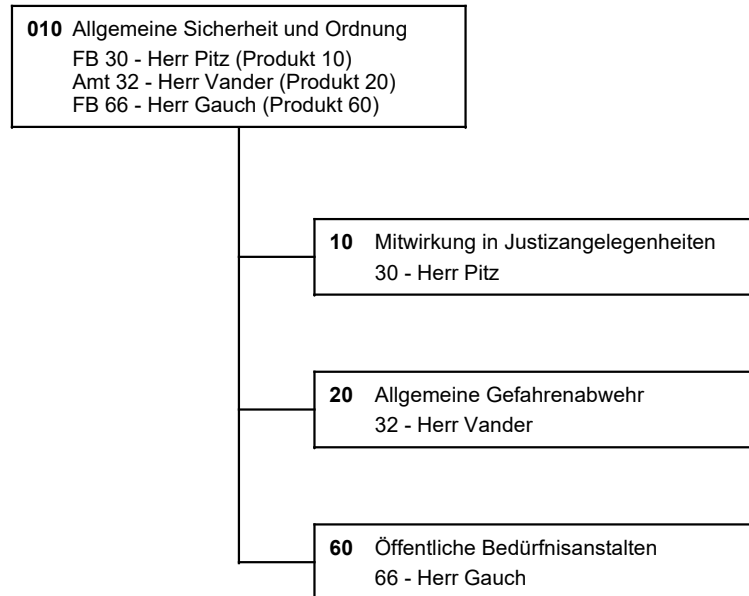 010 Allgemeine Sicherheit und Ordnung
FB 30 - Herr Pitz (Produkt 10)
Amt 32 - Herr Vander (Produkt 20)
FB 66 - Herr Gauch (Produkt 60)
10 Mitwirkung in Justizangelegenheiten
30 - Herr Pitz
20 Allgemeine Gefahrenabwehr
32 - Herr Vander
60 Öffentliche Bedürfnisanstalten
66 - Herr Gauch